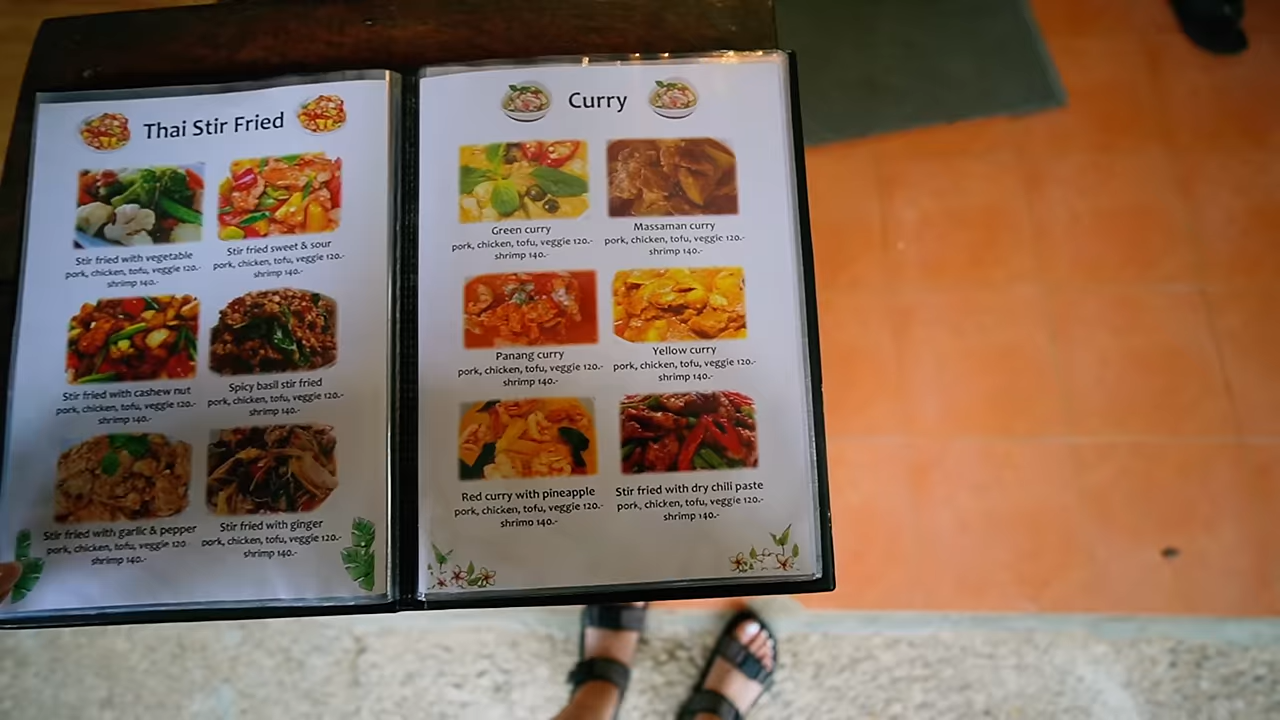 Thai Stir Fried
Stir fried with vegetable
pork, chicken, tofu, veggie 120.-
shrimp 140.-
Stir fried sweet & sour
pork, chicken, tofu, veggie 120.-
shrimp 140.-
Stir fried with cashew nut
pork, chicken, tofu, veggie 120.-
shrimp 140.-
Spicy basil stir fried
pork, chicken, tofu, veggie 120.-
shrimp 140.-
Stir fried with garlic & pepper
pork, chicken, tofu, veggie 120
shrimp 140.-
Stir fried with ginger
pork, chicken, tofu, veggie 120.-
shrimp 140.-
Curry
Green curry
pork, chicken, tofu, veggie 120.-
shrimp 140.-
Massaman curry
pork, chicken, tofu, veggie 120.-
shrimp 140.-
Panang curry
pork, chicken, tofu, veggie 120.-
shrimp 140.-
Yellow curry
pork, chicken, tofu, veggie 120.-
shrimp 140.-
Red curry with pineapple
pork, chicken, tofu, veggie 120.-
shrimp 140.-
Stir fried with dry chili paste
pork, chicken, tofu, veggie 120.-
shrimp 140.-